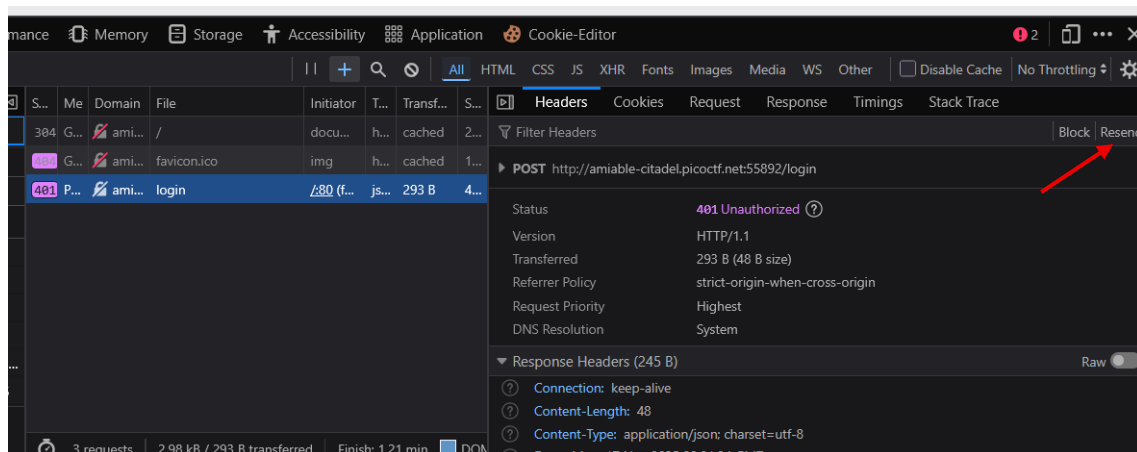 mance Memory Storage Accessibility Application Cookie-Editor 2
All HTML CSS JS XHR Fonts Images Media WS Other Disable Cache No Throttling
S... Me Domain File Initiator T... Transf... S... Headers Cookies Request Response Timings Stack Trace
304 G... ami... / docu... h... cached 2... Filter Headers Block Resend
404 G... ami... favicon.ico img h... cached 1...
POST http://amiable-citadel.picoctf.net:55892/login
401 P... ami... login /:80 (f... js... 293 B 4...
Status 401 Unauthorized
Version HTTP/1.1
Transferred 293 B (48 B size)
Referrer Policy strict-origin-when-cross-origin
Request Priority Highest
DNS Resolution System
Response Headers (245 B) Raw
Connection: keep-alive
Content-Length: 48
Content-Type: application/json; charset=utf-8
3 requests 2.98 kB / 293 B transferred Finish: 1.21 min